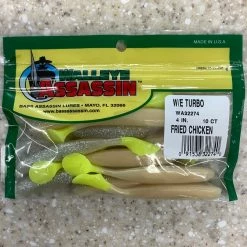 MADE IN U.S.A.
WALLEYE
ASSASSIN
BASS ASSASSIN LURES • MAYO, FL 32066
www.bassassassin.com
W/E TURBO
WA32274
4 IN. 10 CT
FRIED CHICKEN